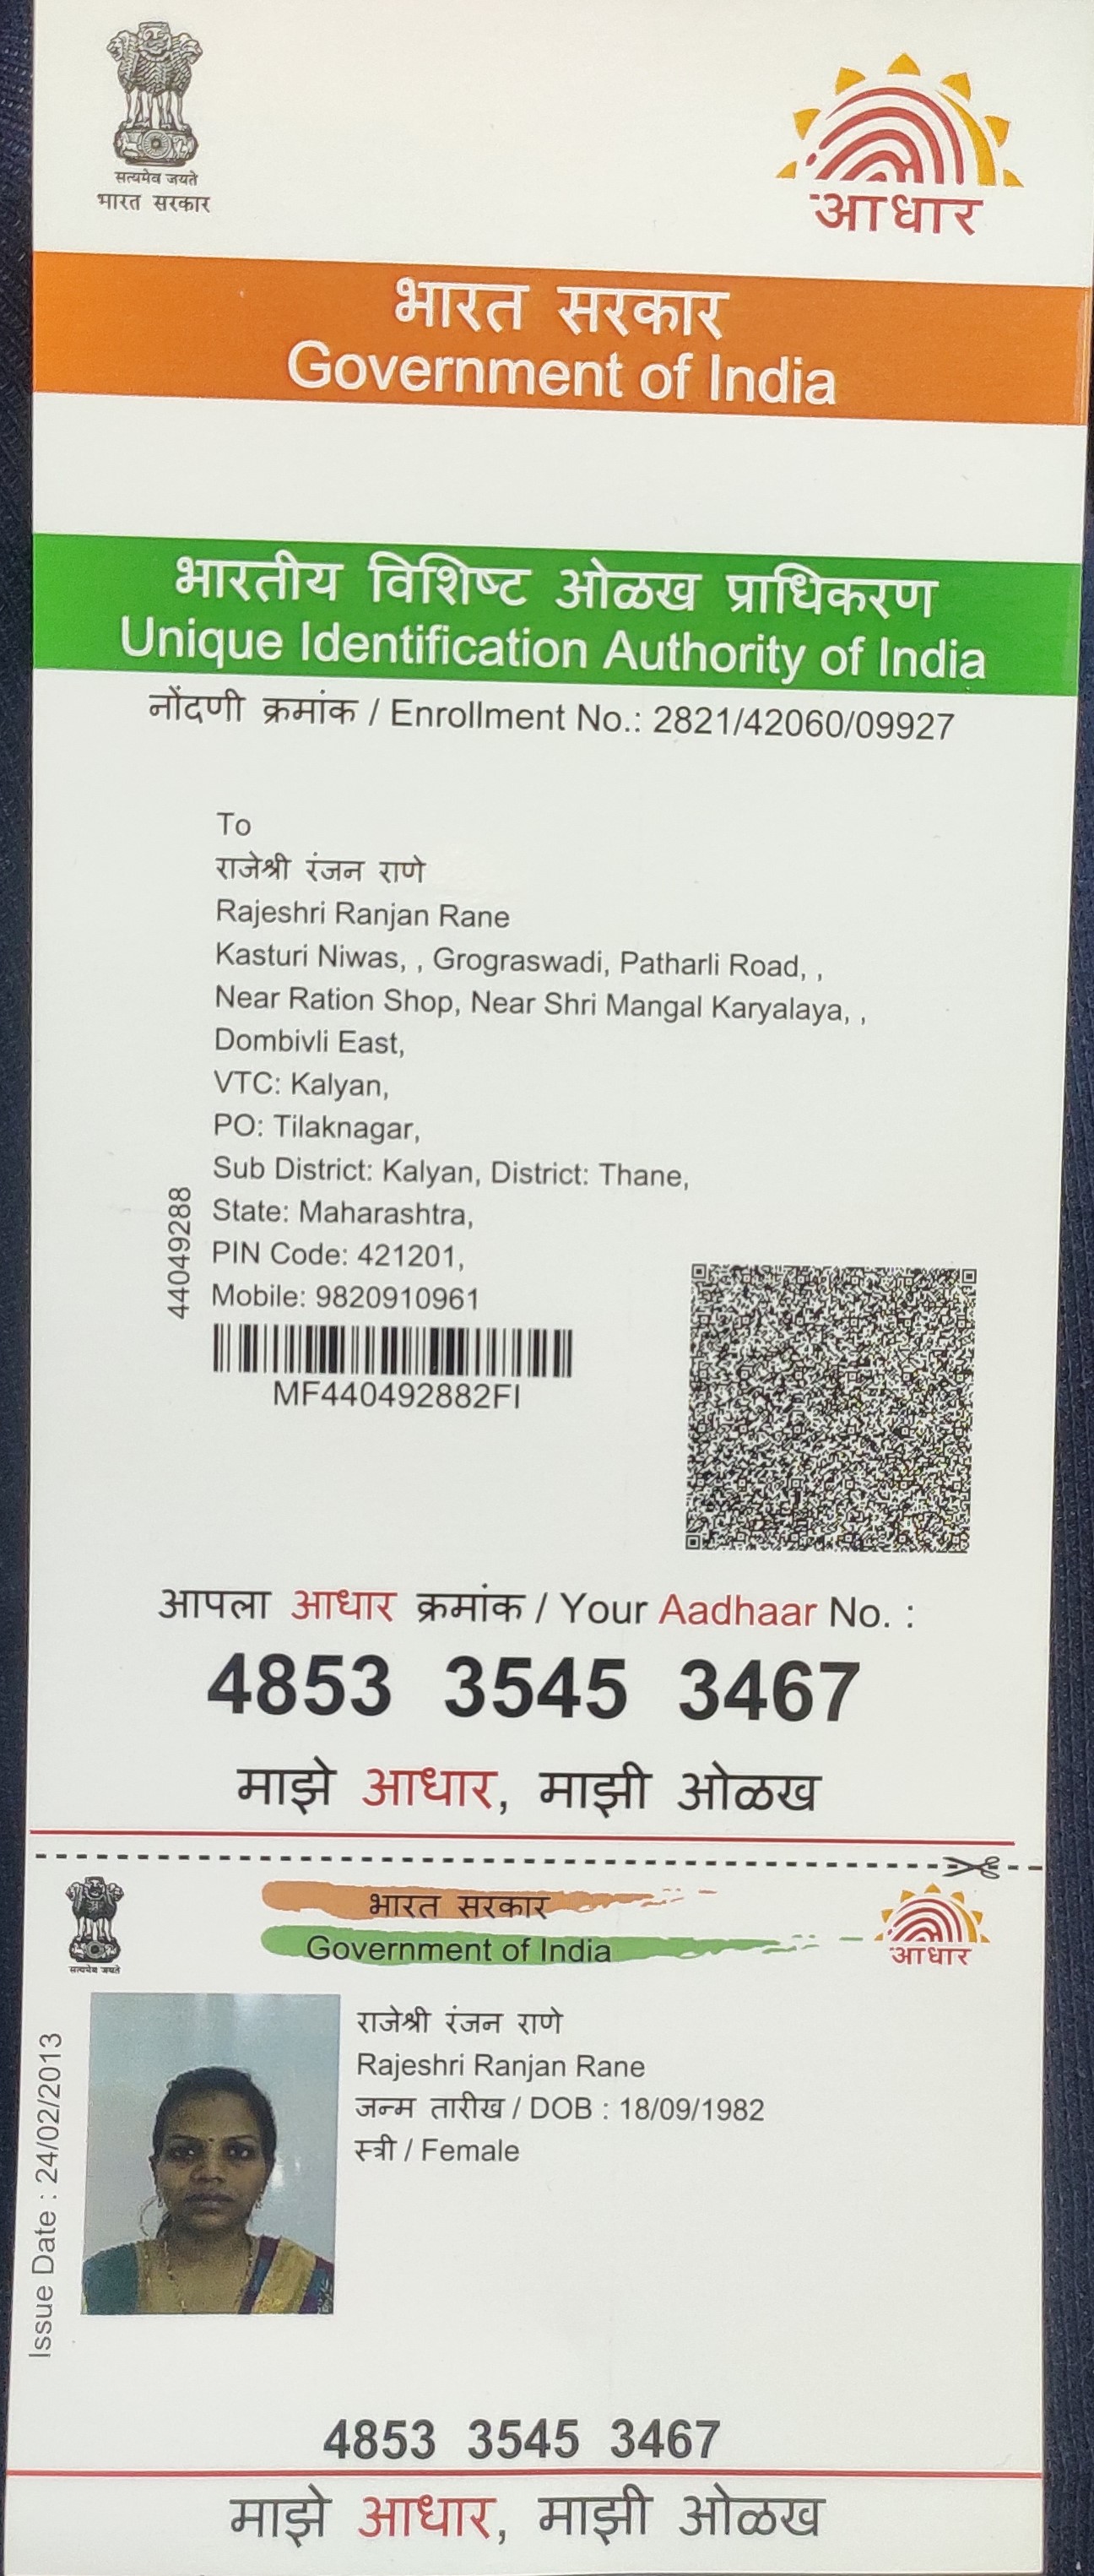 सत्यमेव जयते
भारत सरकार
आधार
भारत सरकार
Government of India
भारतीय विशिष्ट ओळख प्राधिकरण
Unique Identification Authority of India
नोंदणी क्रमांक / Enrollment No.: 2821/42060/09927
To
राजेश्री रंजन राणे
Rajeshri Ranjan Rane
Kasturi Niwas, , Grograswadi, Patharli Road, ,
Near Ration Shop, Near Shri Mangal Karyalaya, ,
Dombivli East,
VTC: Kalyan,
PO: Tilaknagar,
Sub District: Kalyan, District: Thane,
State: Maharashtra,
PIN Code: 421201,
Mobile: 9820910961
44049288
MF440492882FI
आपला आधार क्रमांक / Your Aadhaar No. :
4853 3545 3467
माझे आधार, माझी ओळख
सत्यमेव जयते
भारत सरकार
Government of India
आधार
राजेश्री रंजन राणे
Rajeshri Ranjan Rane
जन्म तारीख / DOB : 18/09/1982
स्त्री / Female
Issue Date : 24/02/2013
4853 3545 3467
माझे आधार, माझी ओळख